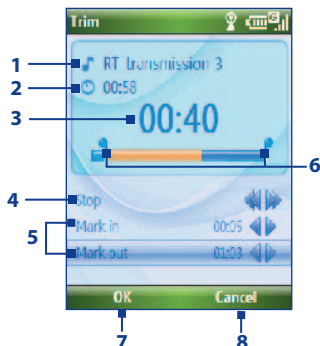 Trim
1 RT transmission 3
2 00:58
3 00:40
6
4 Stop
5 Mark in 00:05
Mark out 01:03
OK Cancel
7 8